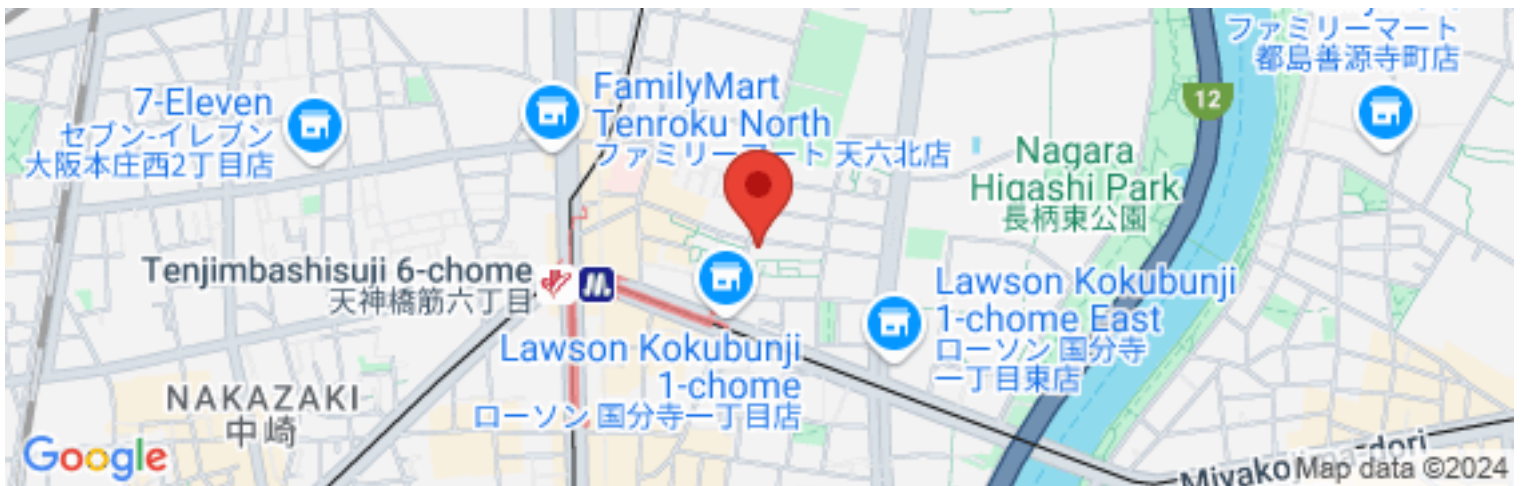 ファミリーマート
都島善源寺町店
7-Eleven
セブン-イレブン
大阪本庄西2丁目店
FamilyMart
Tenroku North
ファミリーマート 天六北店
12
Nagara
Higashi Park
長柄東公園
Tenjimbashisuji 6-chome
天神橋筋六丁目
Lawson Kokubunji
1-chome East
ローソン 国分寺
一丁目東店
Lawson Kokubunji
1-chome
ローソン 国分寺一丁目店
NAKAZAKI
中崎
Google
Map data ©2024